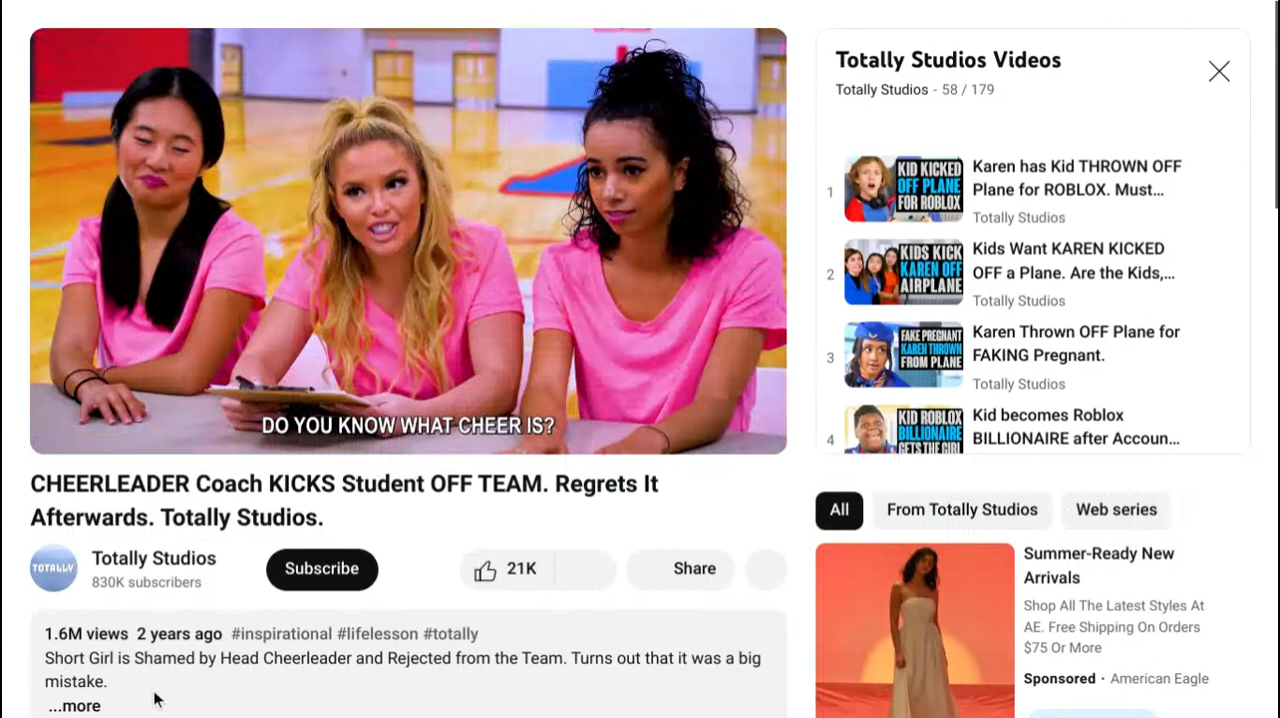 DO YOU KNOW WHAT CHEER IS?
CHEERLEADER Coach KICKS Student OFF TEAM. Regrets It
Afterwards. Totally Studios.
TOTALLY
Totally Studios
830K subscribers
Subscribe
21K
Share
1.6M views 2 years ago #inspirational #lifelesson #totally
Short Girl is Shamed by Head Cheerleader and Rejected from the Team. Turns out that it was a big
mistake.
...more
Totally Studios Videos
Totally Studios - 58 / 179
1
KID KICKED
OFF PLANE
FOR ROBLOX
Karen has Kid THROWN OFF
Plane for ROBLOX. Must...
Totally Studios
2
KIDS KICK
KAREN OFF
AIRPLANE
Kids Want KAREN KICKED
OFF a Plane. Are the Kids,...
Totally Studios
3
FAKE PREGNANT
KAREN THROWN
FROM PLANE
Karen Thrown OFF Plane for
FAKING Pregnant.
Totally Studios
4
KID ROBLOX
BILLIONAIRE
GETS THE GIRL
Kid becomes Roblox
BILLIONAIRE after Accoun...
All
From Totally Studios
Web series
Summer-Ready New
Arrivals
Shop All The Latest Styles At
AE. Free Shipping On Orders
$75 Or More
Sponsored · American Eagle